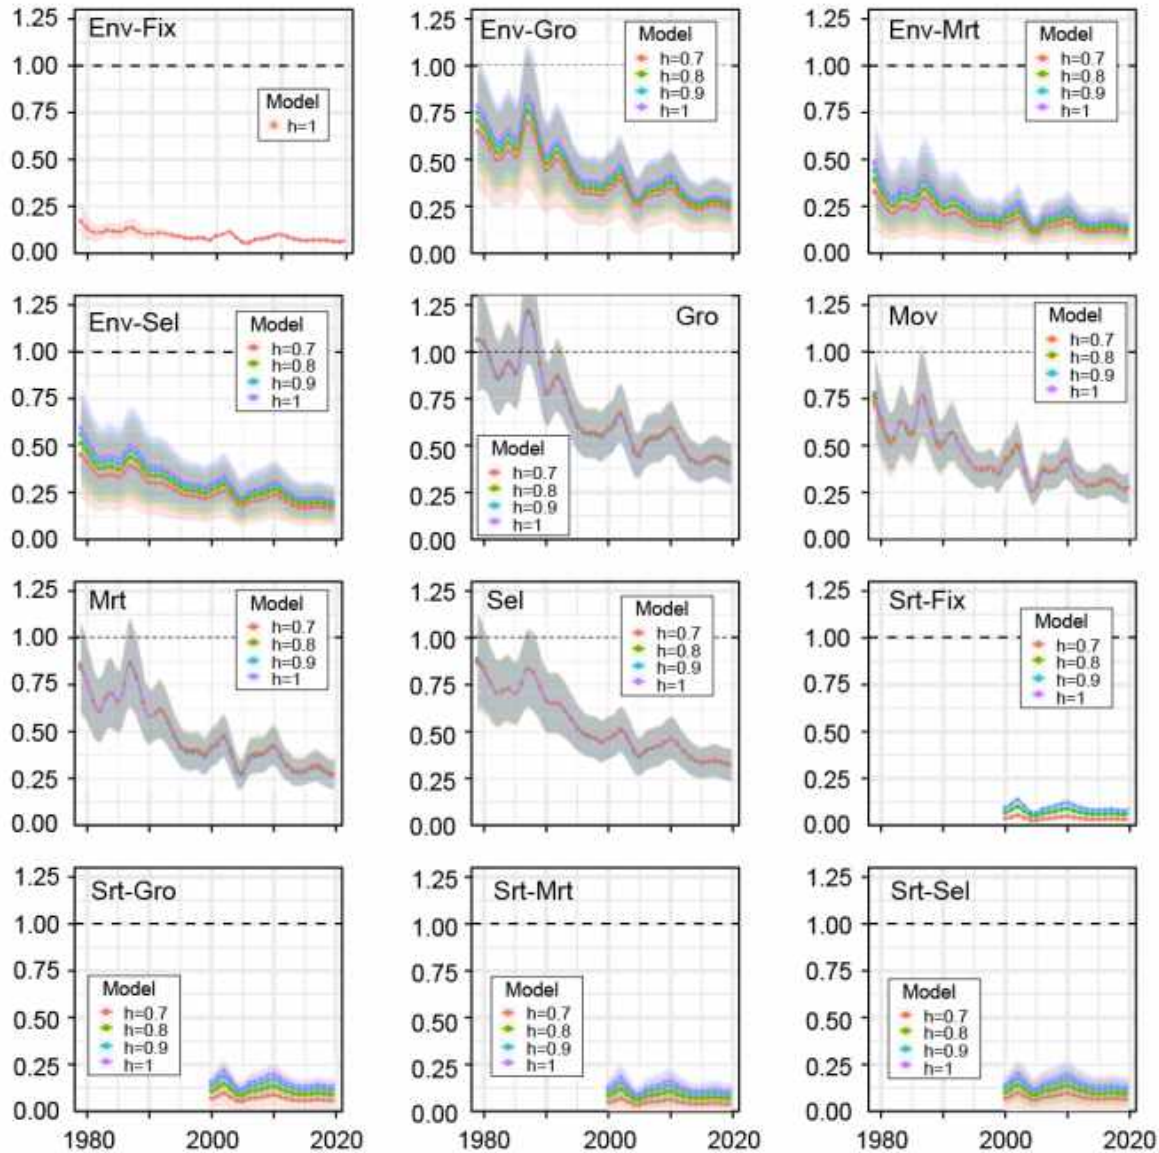 Env-Fix
1.25
1.00
0.75
0.50
0.25
0.00
Model
h=1
Env-Gro
1.25
1.00
0.75
0.50
0.25
0.00
Model
h=0.7
h=0.8
h=0.9
h=1
Env-Mrt
1.25
1.00
0.75
0.50
0.25
0.00
Model
h=0.7
h=0.8
h=0.9
h=1
Env-Sel
1.25
1.00
0.75
0.50
0.25
0.00
Model
h=0.7
h=0.8
h=0.9
h=1
Gro
1.25
1.00
0.75
0.50
0.25
0.00
Model
h=0.7
h=0.8
h=0.9
h=1
Mov
1.25
1.00
0.75
0.50
0.25
0.00
Model
h=0.7
h=0.8
h=0.9
h=1
Mrt
1.25
1.00
0.75
0.50
0.25
0.00
Model
h=0.7
h=0.8
h=0.9
h=1
Sel
1.25
1.00
0.75
0.50
0.25
0.00
Model
h=0.7
h=0.8
h=0.9
h=1
Srt-Fix
1.25
1.00
0.75
0.50
0.25
0.00
Model
h=0.7
h=0.8
h=0.9
h=1
Srt-Gro
1.25
1.00
0.75
0.50
0.25
0.00
Model
h=0.7
h=0.8
h=0.9
h=1
1980 2000 2020
Srt-Mrt
1.25
1.00
0.75
0.50
0.25
0.00
Model
h=0.7
h=0.8
h=0.9
h=1
1980 2000 2020
Srt-Sel
1.25
1.00
0.75
0.50
0.25
0.00
Model
h=0.7
h=0.8
h=0.9
h=1
1980 2000 2020